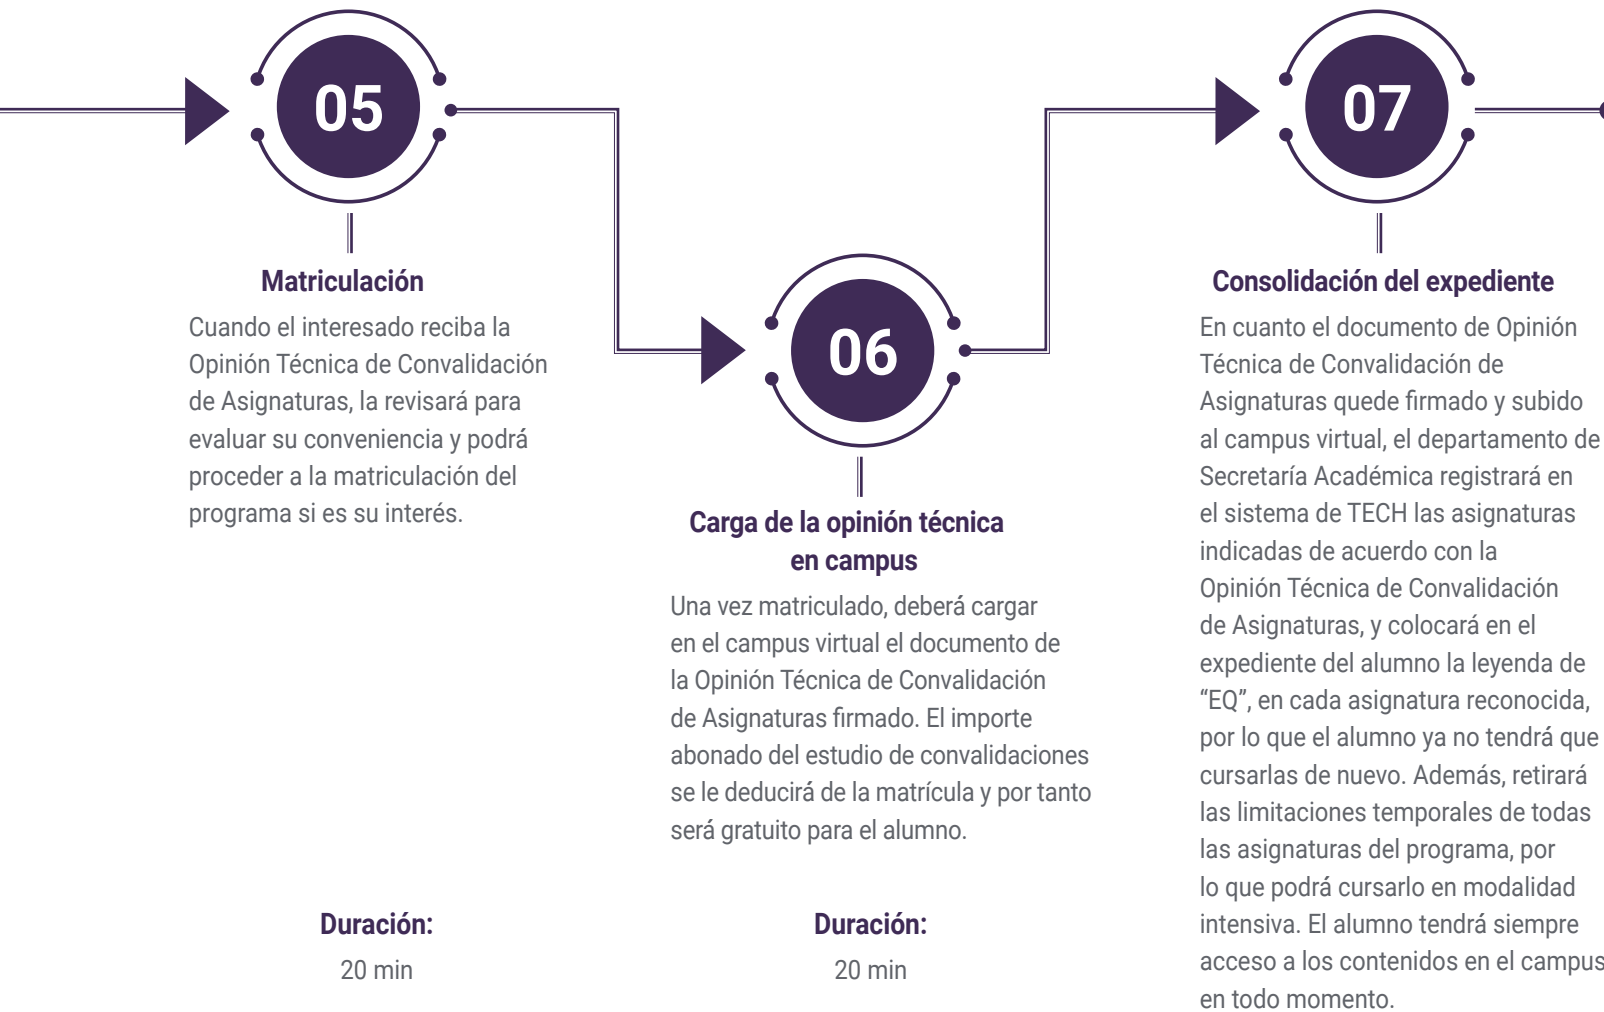 05
Matriculación
Cuando el interesado reciba la
Opinión Técnica de Convalidación
de Asignaturas, la revisará para
evaluar su conveniencia y podrá
proceder a la matriculación del
programa si es su interés.
Duración:
20 min
06
Carga de la opinión técnica
en campus
Una vez matriculado, deberá cargar
en el campus virtual el documento de
la Opinión Técnica de Convalidación
de Asignaturas firmado. El importe
abonado del estudio de convalidaciones
se le deducirá de la matrícula y por tanto
será gratuito para el alumno.
Duración:
20 min
07
Consolidación del expediente
En cuanto el documento de Opinión
Técnica de Convalidación de
Asignaturas quede firmado y subido
al campus virtual, el departamento de
Secretaría Académica registrará en
el sistema de TECH las asignaturas
indicadas de acuerdo con la
Opinión Técnica de Convalidación
de Asignaturas, y colocará en el
expediente del alumno la leyenda de
“EQ”, en cada asignatura reconocida,
por lo que el alumno ya no tendrá que
cursarlas de nuevo. Además, retirará
las limitaciones temporales de todas
las asignaturas del programa, por
lo que podrá cursarlo en modalidad
intensiva. El alumno tendrá siempre
acceso a los contenidos en el campus
en todo momento.